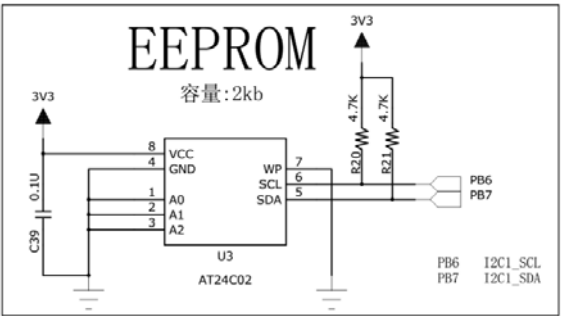 EEPROM
容量:2kb
3V3
3V3
4.7K
4.7K
R20
R21
0.1U
C39
8 VCC
4 GND
1 A0
2 A1
3 A2
WP 7
SCL 6
SDA 5
U3
AT24C02
PB6
PB7
PB6 I2C1_SCL
PB7 I2C1_SDA